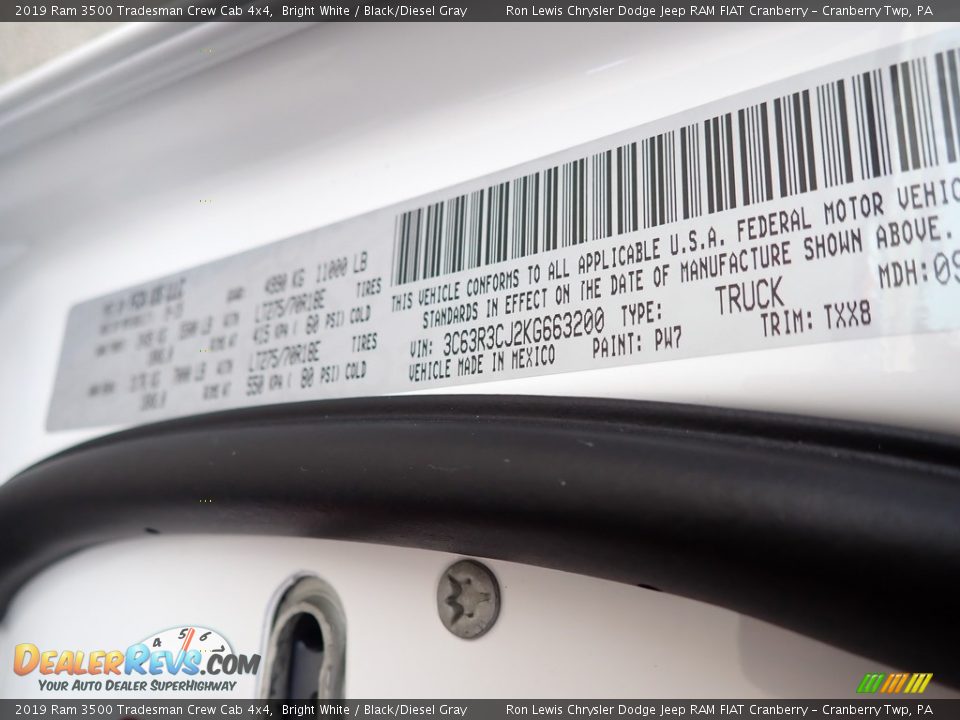 2019 Ram 3500 Tradesman Crew Cab 4x4, Bright White / Black/Diesel Gray Ron Lewis Chrysler Dodge Jeep RAM FIAT Cranberry - Cranberry Twp, PA
4990 KG 11000 LB
LT275/70R18E TIRES
415 KPA ( 60 PSI) COLD
LT275/70R18E TIRES
550 KPA ( 80 PSI) COLD
THIS VEHICLE CONFORMS TO ALL APPLICABLE U.S.A. FEDERAL MOTOR
STANDARDS IN EFFECT ON THE DATE OF MANUFACTURE SHOWN ABOVE.
VIN: 3C63R3CJ2KG663200 TYPE: TRUCK MDH:
VEHICLE MADE IN MEXICO PAINT: PW7 TRIM: TXX8
4 5 6
DEALERREVS.COM
YOUR AUTO DEALER SUPERHIGHWAY
2019 Ram 3500 Tradesman Crew Cab 4x4, Bright White / Black/Diesel Gray Ron Lewis Chrysler Dodge Jeep RAM FIAT Cranberry - Cranberry Twp, PA